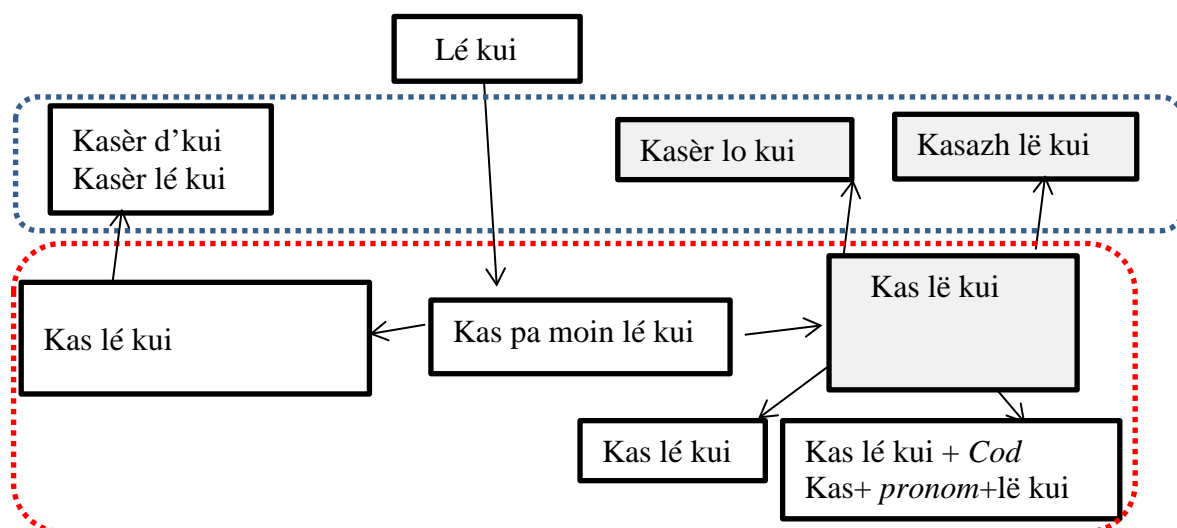 Lé kui
Kasèr d’kui
Kasèr lé kui
Kasèr lo kui
Kasazh lë kui
Kas lé kui
Kas pa moin lé kui
Kas lë kui
Kas lé kui
Kas lé kui + Cod
Kas+ pronom+lë kui